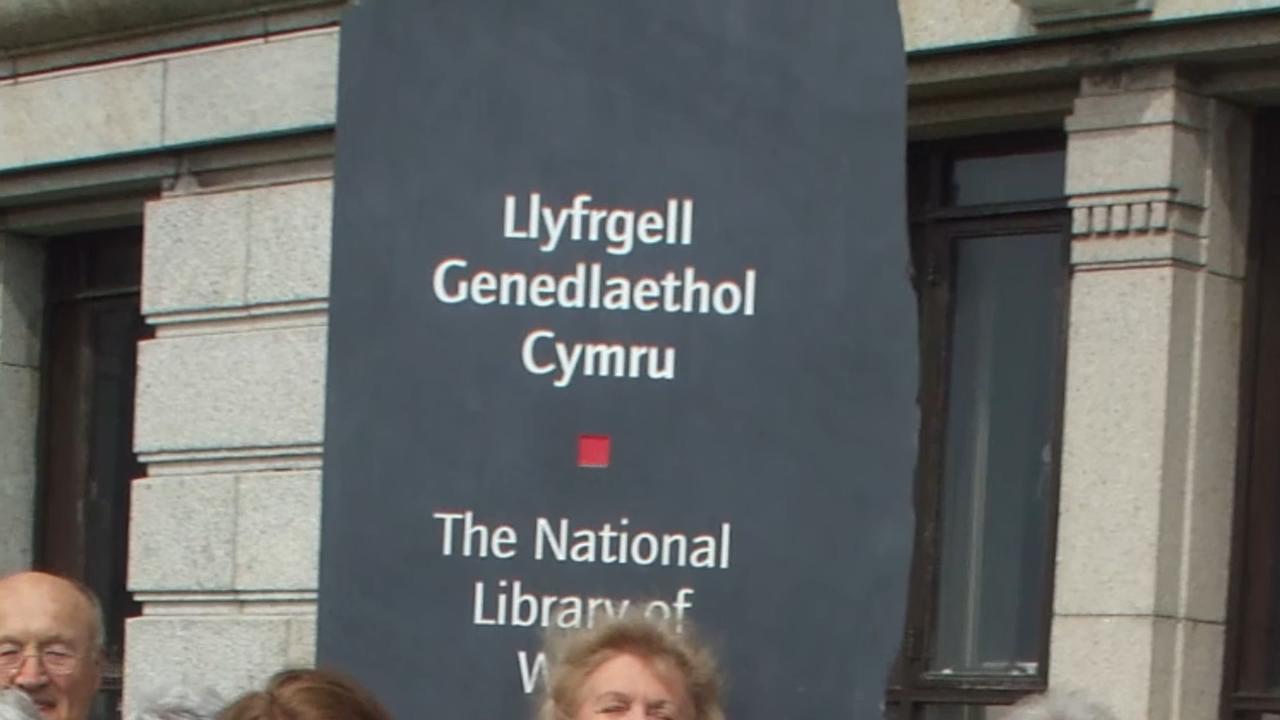 Llyfrgell
Genedlaethol
Cymru
The National
Library of